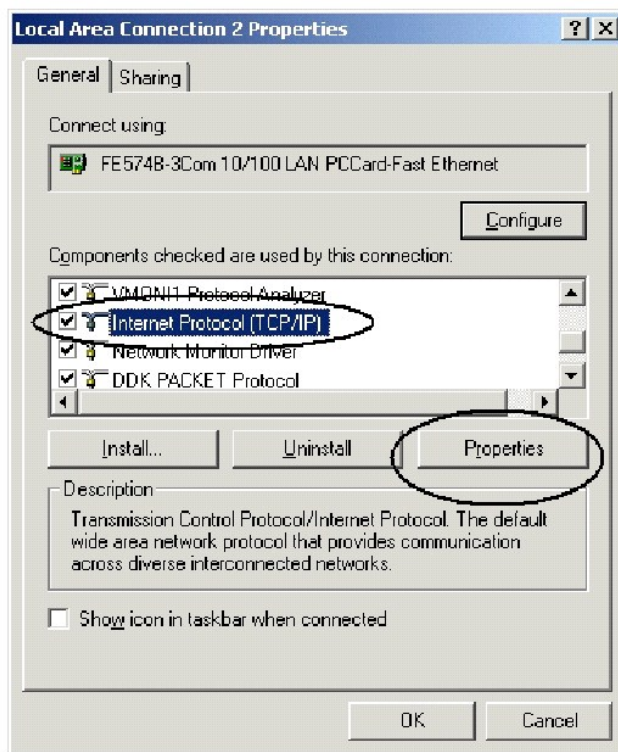 Local Area Connection 2 Properties
General
Sharing
Connect using:
FE574B-3Com 10/100 LAN PCCard-Fast Ethernet
Configure
Components checked are used by this connection:
VMONI1 Protocol Analyzer
Internet Protocol (TCP/IP)
Network Monitor Driver
DDK PACKET Protocol
Install...
Uninstall
Properties
Description
Transmission Control Protocol/Internet Protocol. The default
wide area network protocol that provides communication
across diverse interconnected networks.
Show icon in taskbar when connected
OK
Cancel